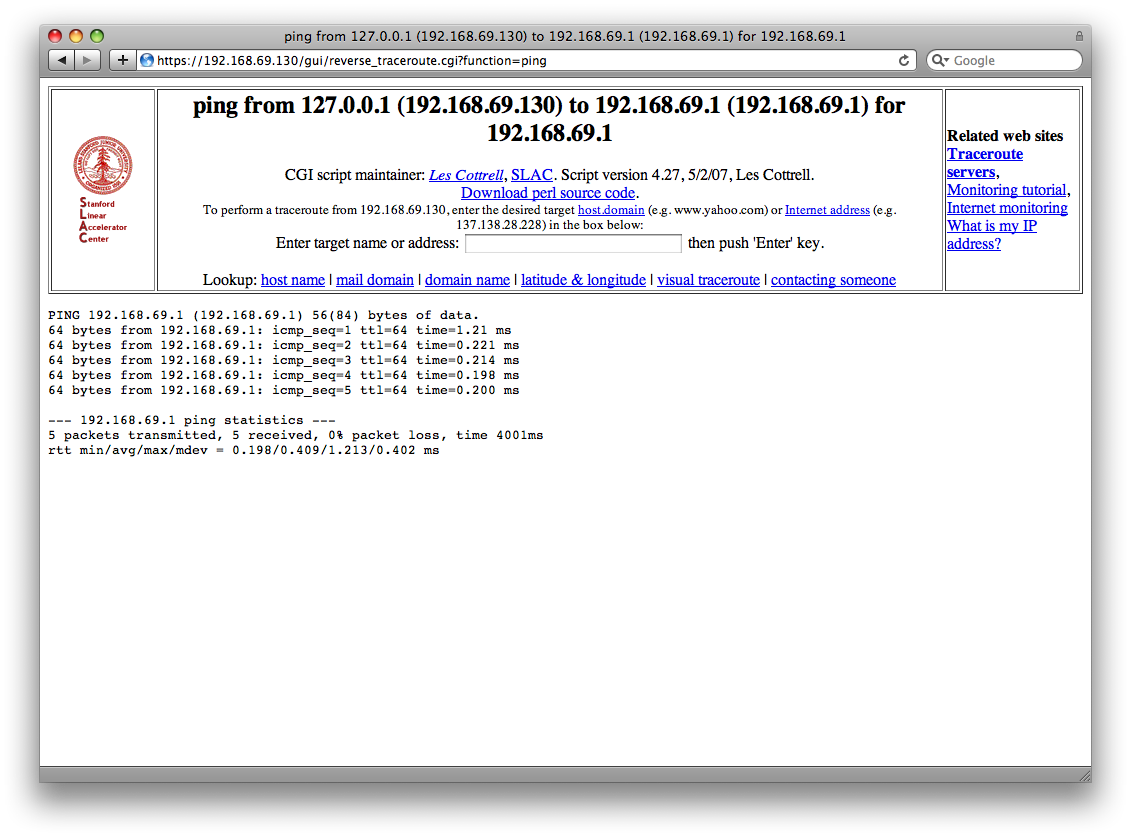 ping from 127.0.0.1 (192.168.69.130) to 192.168.69.1 (192.168.69.1) for 192.168.69.1
https://192.168.69.130/gui/reverse_traceroute.cgi?function=ping
Google
Stanford
Linear
Accelerator
Center
ping from 127.0.0.1 (192.168.69.130) to 192.168.69.1 (192.168.69.1) for
192.168.69.1
CGI script maintainer: Les Cottrell, SLAC. Script version 4.27, 5/2/07, Les Cottrell.
Download perl source code.
To perform a traceroute from 192.168.69.130, enter the desired target host.domain (e.g. www.yahoo.com) or Internet address (e.g.
137.138.28.228) in the box below:
Enter target name or address: then push 'Enter' key.
Lookup: host name | mail domain | domain name | latitude & longitude | visual traceroute | contacting someone
Related web sites
Traceroute
servers,
Monitoring tutorial,
Internet monitoring
What is my IP
address?
PING 192.168.69.1 (192.168.69.1) 56(84) bytes of data.
64 bytes from 192.168.69.1: icmp_seq=1 ttl=64 time=1.21 ms
64 bytes from 192.168.69.1: icmp_seq=2 ttl=64 time=0.221 ms
64 bytes from 192.168.69.1: icmp_seq=3 ttl=64 time=0.214 ms
64 bytes from 192.168.69.1: icmp_seq=4 ttl=64 time=0.198 ms
64 bytes from 192.168.69.1: icmp_seq=5 ttl=64 time=0.200 ms
--- 192.168.69.1 ping statistics ---
5 packets transmitted, 5 received, 0% packet loss, time 4001ms
rtt min/avg/max/mdev = 0.198/0.409/1.213/0.402 ms